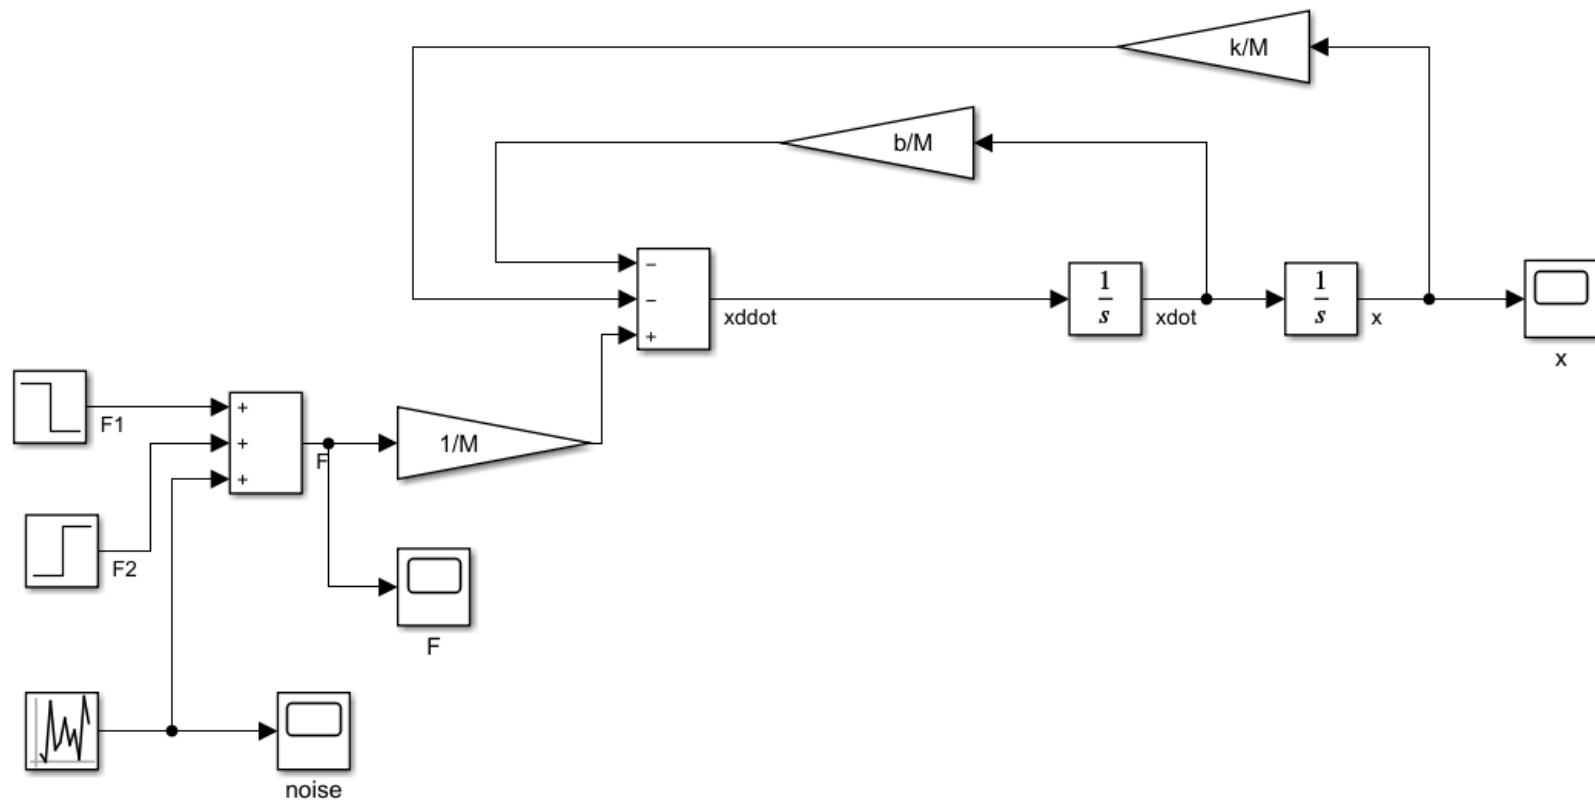 k/M
b/M
−
−
+
xddot
1
s
xdot
1
s
x
x
+
+
+
F1
F
1/M
F2
F
noise